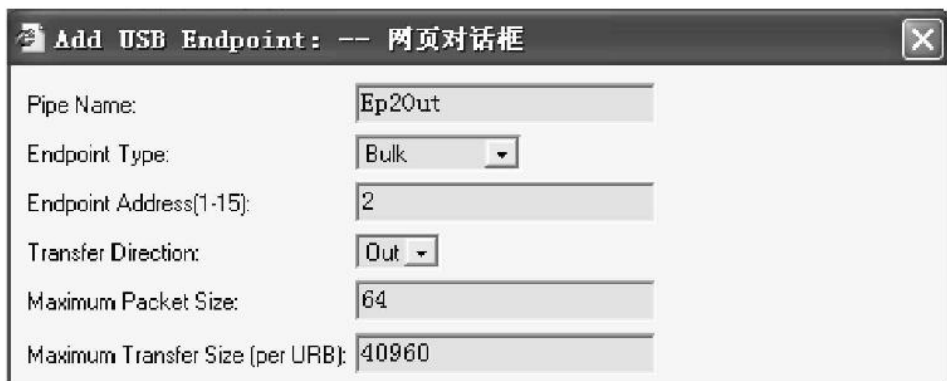 Add USB Endpoint: -- 网页对话框
Pipe Name: Ep2Out
Endpoint Type: Bulk
Endpoint Address(1-15): 2
Transfer Direction: Out
Maximum Packet Size: 64
Maximum Transfer Size (per URB): 40960